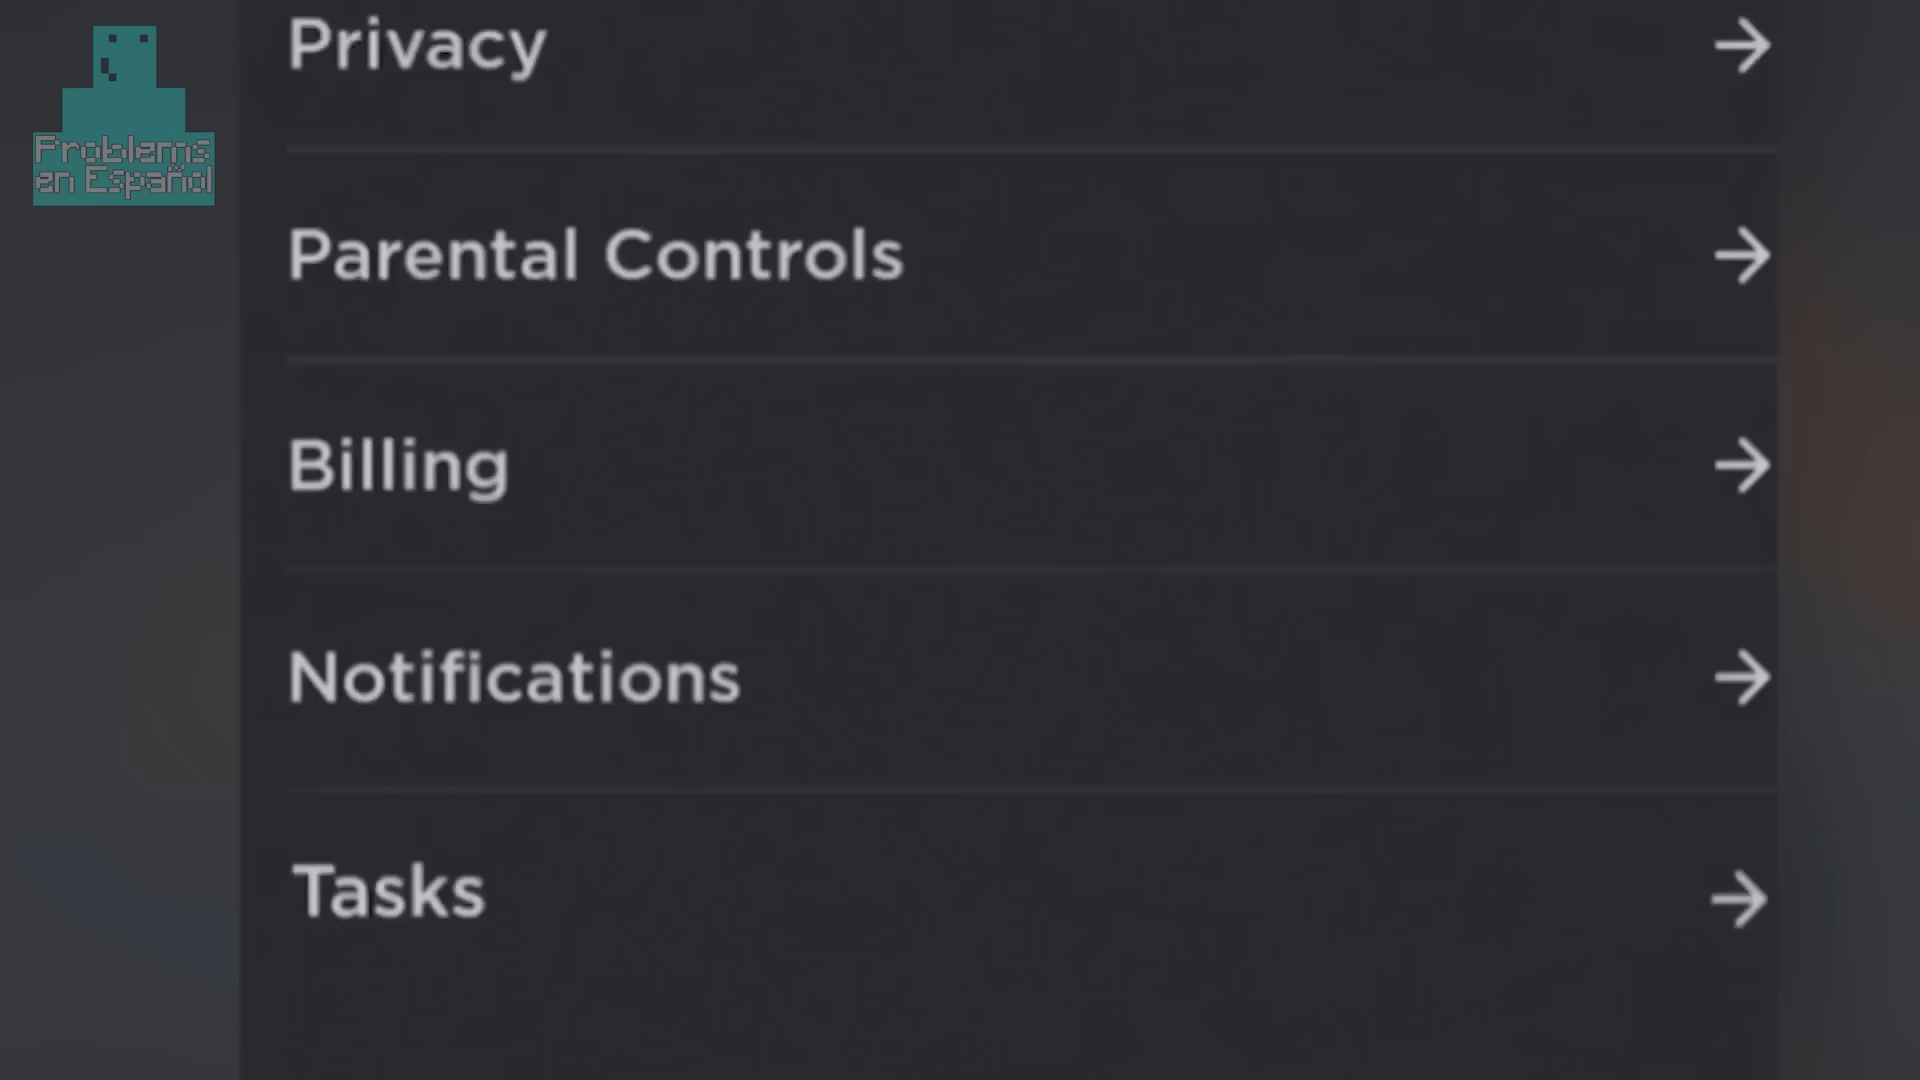 Privacy
Problems
en Español
Parental Controls
Billing
Notifications
Tasks